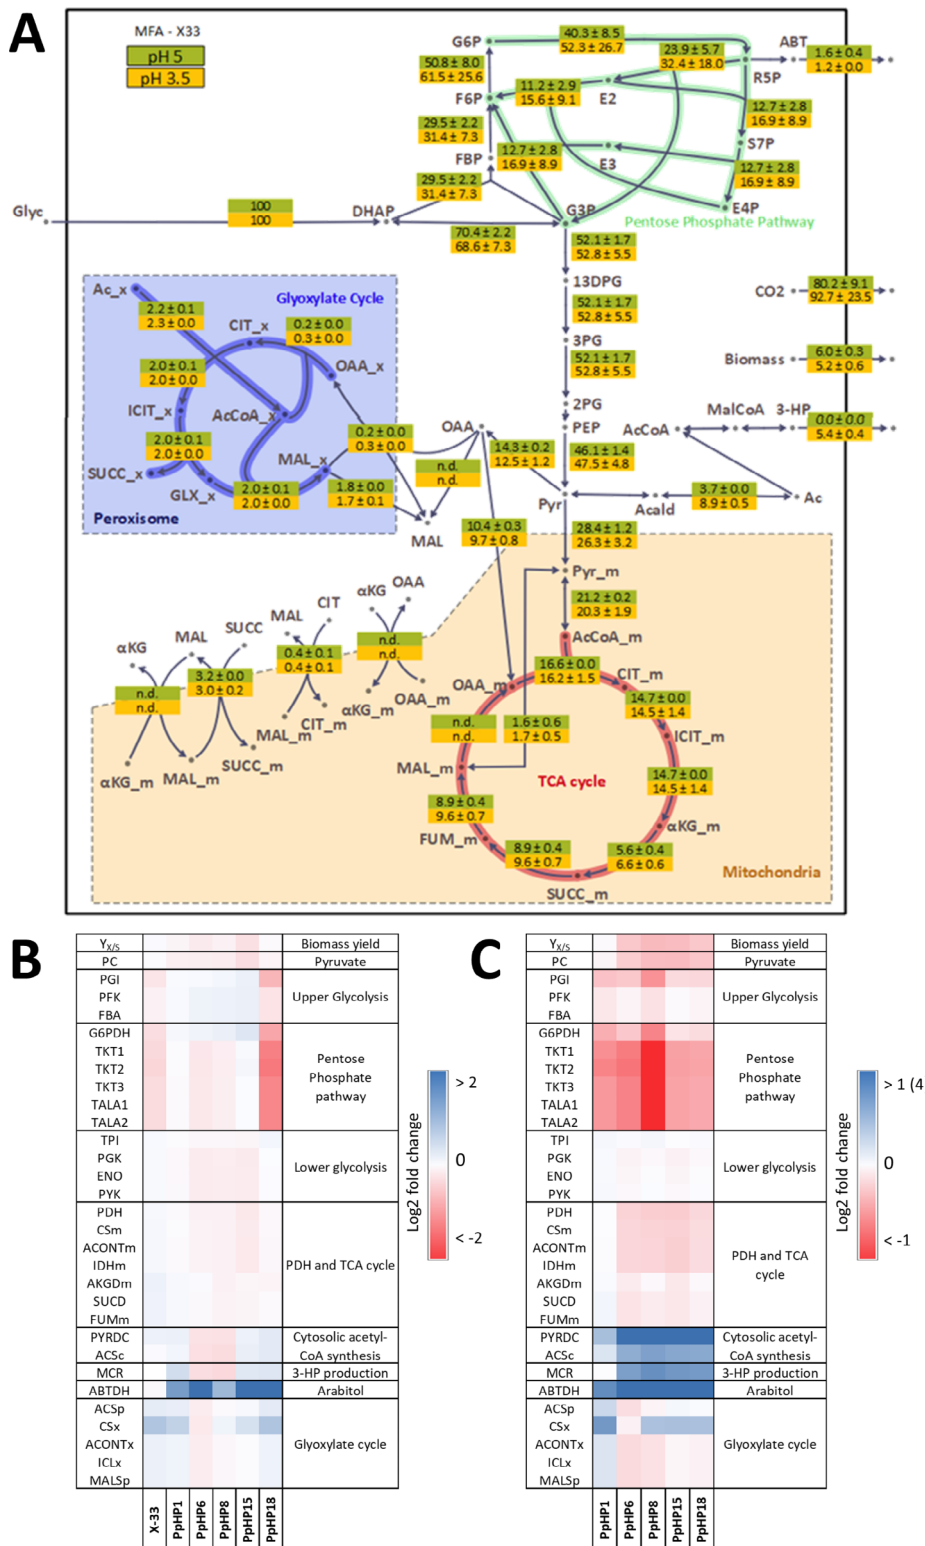 A
MFA - X33
pH 5
pH 3.5
G6P
40.3 ± 8.5
52.3 ± 26.7
23.9 ± 5.7
32.4 ± 18.0
ABT
1.6 ± 0.4
1.2 ± 0.0
R5P
50.8 ± 8.0
61.5 ± 25.6
11.2 ± 2.9
15.6 ± 9.1
E2
F6P
12.7 ± 2.8
16.9 ± 8.9
29.5 ± 2.2
31.4 ± 7.3
12.7 ± 2.8
16.9 ± 8.9
E3
S7P
FBP
12.7 ± 2.8
16.9 ± 8.9
29.5 ± 2.2
31.4 ± 7.3
Glyc
100
100
DHAP
G3P
E4P
Pentose Phosphate Pathway
70.4 ± 2.2
68.6 ± 7.3
52.1 ± 1.7
52.8 ± 5.5
13DPG
CO2
80.2 ± 9.1
92.7 ± 23.5
Ac_x
Glyoxylate Cycle
2.2 ± 0.1
2.3 ± 0.0
CIT_x
0.2 ± 0.0
0.3 ± 0.0
52.1 ± 1.7
52.8 ± 5.5
3PG
Biomass
6.0 ± 0.3
5.2 ± 0.6
2.0 ± 0.1
2.0 ± 0.0
OAA_x
52.1 ± 1.7
52.8 ± 5.5
2PG
ICIT_x
AcCoA_x
MalCoA
3-HP
0.0 ± 0.0
5.4 ± 0.4
OAA
PEP
AcCoA
2.0 ± 0.1
2.0 ± 0.0
0.2 ± 0.0
0.3 ± 0.0
14.3 ± 0.2
12.5 ± 1.2
46.1 ± 1.4
47.5 ± 4.8
SUCC_x
MAL_x
n.d.
n.d.
GLX_x
2.0 ± 0.1
2.0 ± 0.0
1.8 ± 0.0
1.7 ± 0.1
Pyr
Acald
3.7 ± 0.0
8.9 ± 0.5
Ac
Peroxisome
MAL
10.4 ± 0.3
9.7 ± 0.8
28.4 ± 1.2
26.3 ± 3.2
Pyr_m
αKG
OAA
21.2 ± 0.2
20.3 ± 1.9
MAL
CIT
SUCC
MAL
αKG
n.d.
n.d.
0.4 ± 0.1
0.4 ± 0.1
3.2 ± 0.0
3.0 ± 0.2
n.d.
n.d.
αKG_m
OAA_m
CIT_m
MAL_m
SUCC_m
MAL_m
αKG_m
AcCoA_m
16.6 ± 0.0
16.2 ± 1.5
CIT_m
OAA_m
14.7 ± 0.0
14.5 ± 1.4
n.d.
n.d.
1.6 ± 0.6
1.7 ± 0.5
ICIT_m
MAL_m
TCA cycle
14.7 ± 0.0
14.5 ± 1.4
8.9 ± 0.4
9.6 ± 0.7
αKG_m
FUM_m
8.9 ± 0.4
9.6 ± 0.7
5.6 ± 0.4
6.6 ± 0.6
SUCC_m
Mitochondria
B
Y_X/S Biomass yield
PC Pyruvate
PGI
PFK Upper Glycolysis
FBA
G6PDH
TKT1
TKT2 Pentose Phosphate pathway
TKT3
TALA1
TALA2
TPI
PGK Lower glycolysis
ENO
PYK
PDH
CSm
ACONTm
IDHm PDH and TCA cycle
AKGDm
SUCD
FUMm
PYRDC Cytosolic acetyl-
ACSc CoA synthesis
MCR 3-HP production
ABTDH Arabitol
ACSp
CSx
ACONTx Glyoxylate cycle
ICLx
MALSp
X-33 PpHP1 PpHP6 PpHP8 PpHP15 PpHP18
Log2 fold change
> 2
0
< -2
C
Y_X/S Biomass yield
PC Pyruvate
PGI
PFK Upper Glycolysis
FBA
G6PDH
TKT1
TKT2 Pentose Phosphate pathway
TKT3
TALA1
TALA2
TPI
PGK Lower glycolysis
ENO
PYK
PDH
CSm
ACONTm
IDHm PDH and TCA cycle
AKGDm
SUCD
FUMm
PYRDC Cytosolic acetyl-
ACSc CoA synthesis
MCR 3-HP production
ABTDH Arabitol
ACSp
CSx
ACONTx Glyoxylate cycle
ICLx
MALSp
PpHP1 PpHP6 PpHP8 PpHP15 PpHP18
Log2 fold change
> 1 (4
0
< -1